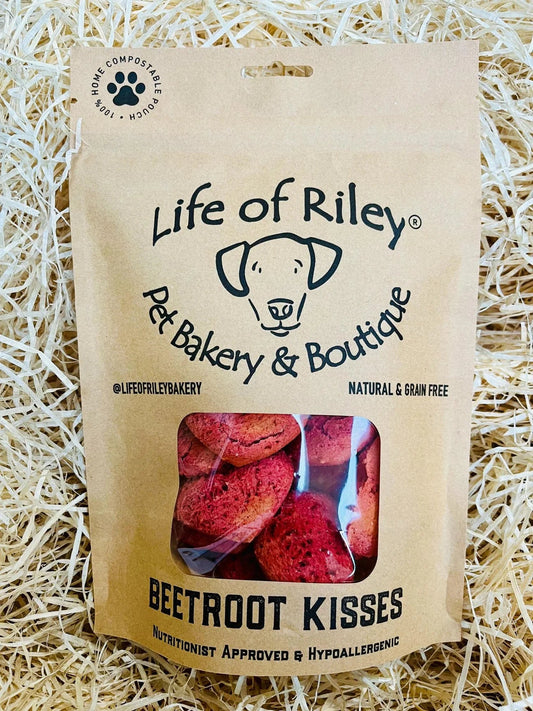 100% HOME COMPOSTABLE POUCH •
Life of Riley®
Pet Bakery & Boutique
@LIFEOFRILEYBAKERY
NATURAL & GRAIN FREE
BEETROOT KISSES
NUTRITIONIST APPROVED & HYPOALLERGENIC